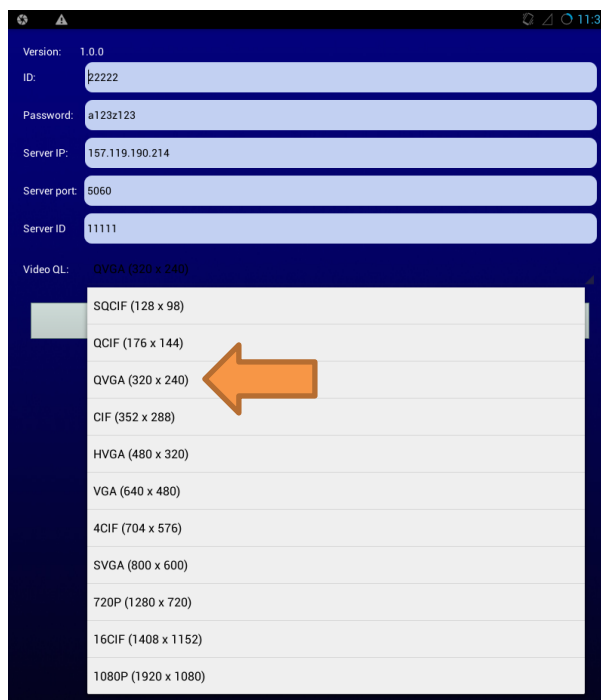 11:3
Version: 1.0.0
ID: 22222
Password: a123z123
Server IP: 157.119.190.214
Server port: 5060
Server ID 11111
Video QL: QVGA (320 x 240)
SQCIF (128 x 98)
QCIF (176 x 144)
QVGA (320 x 240)
CIF (352 x 288)
HVGA (480 x 320)
VGA (640 x 480)
4CIF (704 x 576)
SVGA (800 x 600)
720P (1280 x 720)
16CIF (1408 x 1152)
1080P (1920 x 1080)